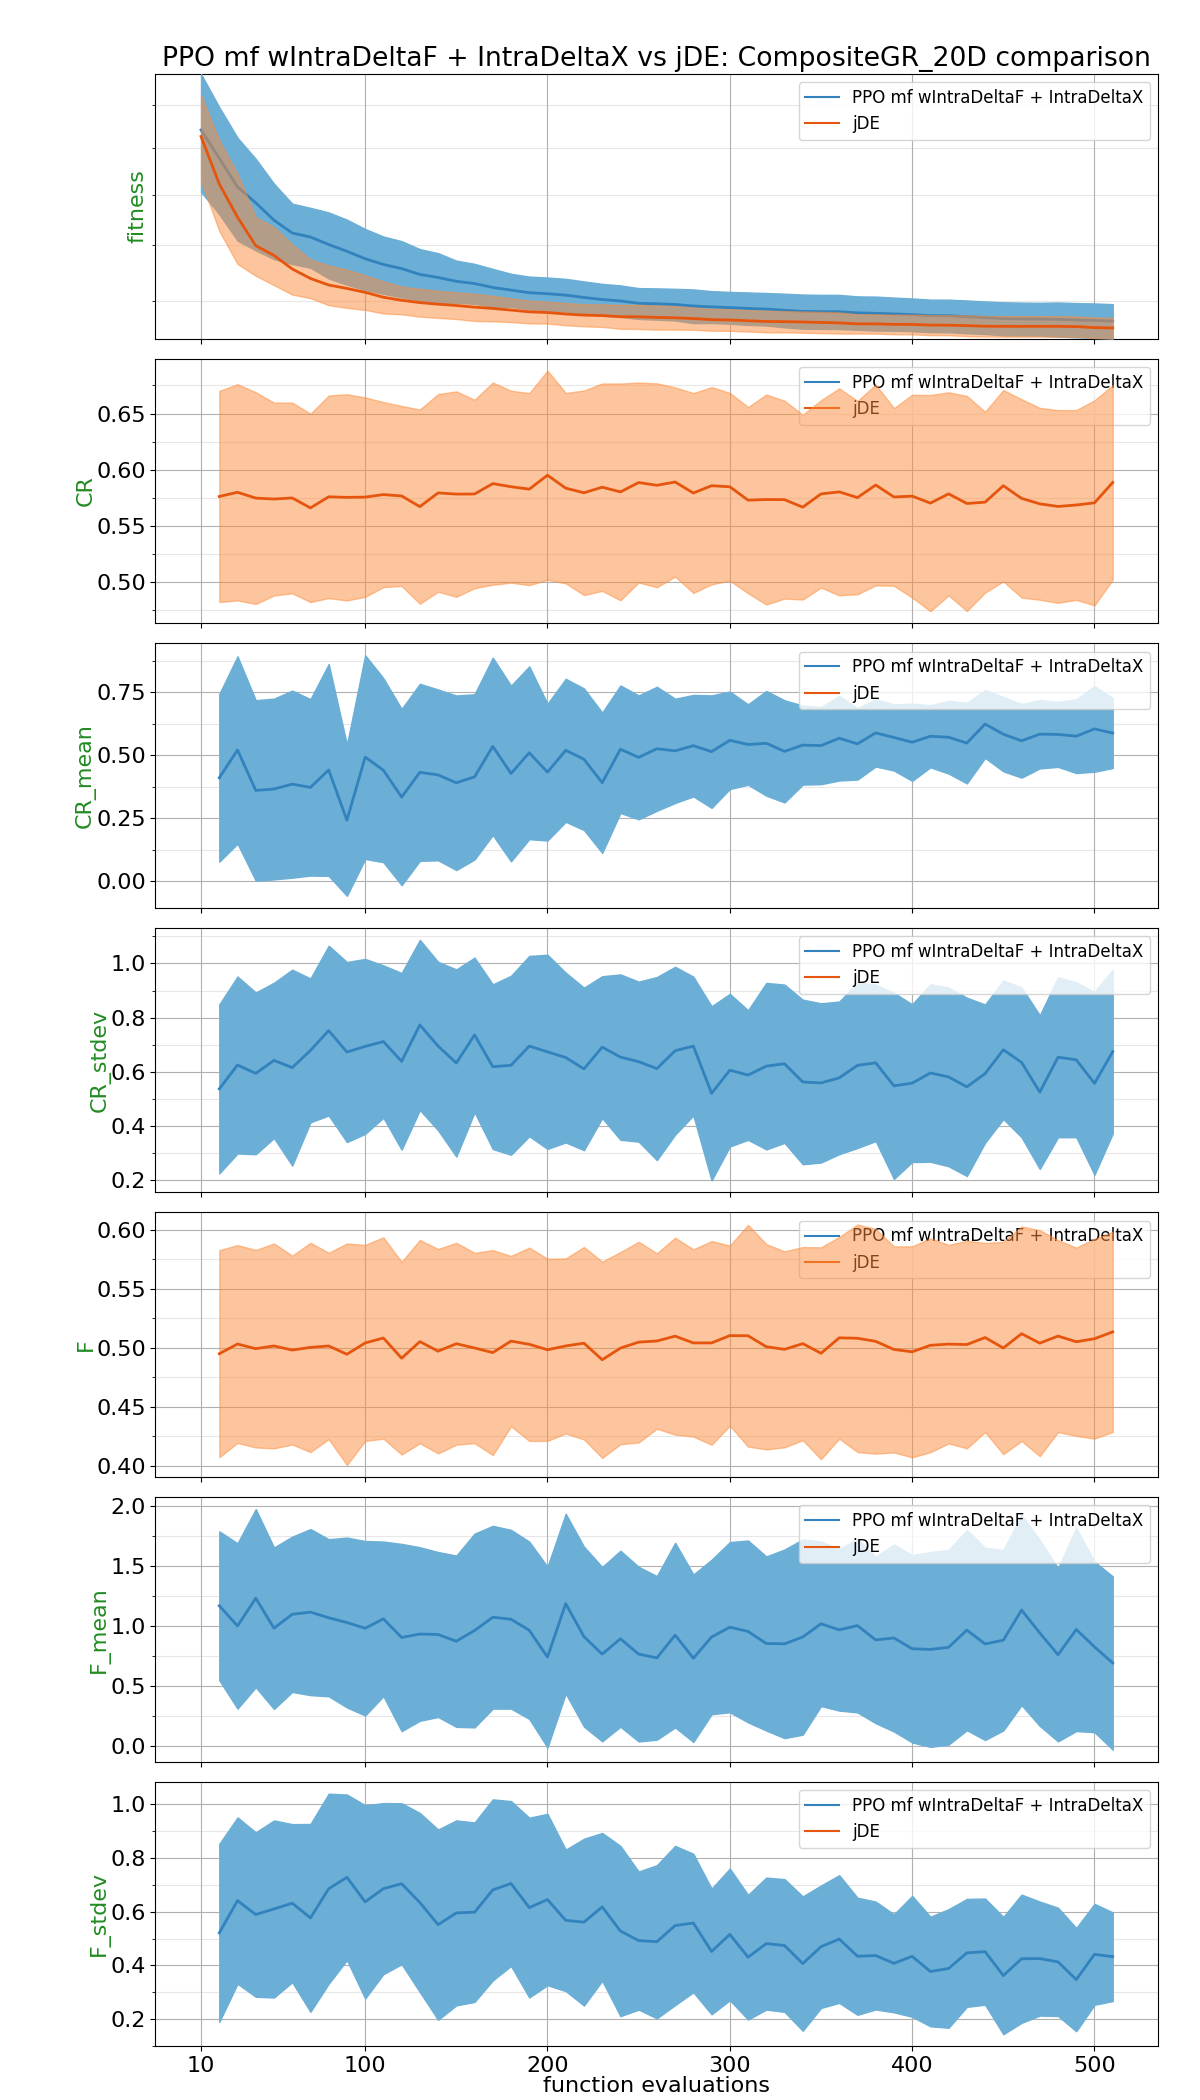 PPO mf wIntraDeltaF + IntraDeltaX vs jDE: CompositeGR_20D comparison
fitness
PPO mf wIntraDeltaF + IntraDeltaX
jDE
CR
0.65
0.60
0.55
0.50
PPO mf wIntraDeltaF + IntraDeltaX
jDE
CR_mean
0.75
0.50
0.25
0.00
PPO mf wIntraDeltaF + IntraDeltaX
jDE
CR_stdev
1.0
0.8
0.6
0.4
0.2
PPO mf wIntraDeltaF + IntraDeltaX
jDE
F
0.60
0.55
0.50
0.45
0.40
PPO mf wIntraDeltaF + IntraDeltaX
jDE
F_mean
2.0
1.5
1.0
0.5
0.0
PPO mf wIntraDeltaF + IntraDeltaX
jDE
F_stdev
1.0
0.8
0.6
0.4
0.2
PPO mf wIntraDeltaF + IntraDeltaX
jDE
10 100 200 300 400 500
function evaluations